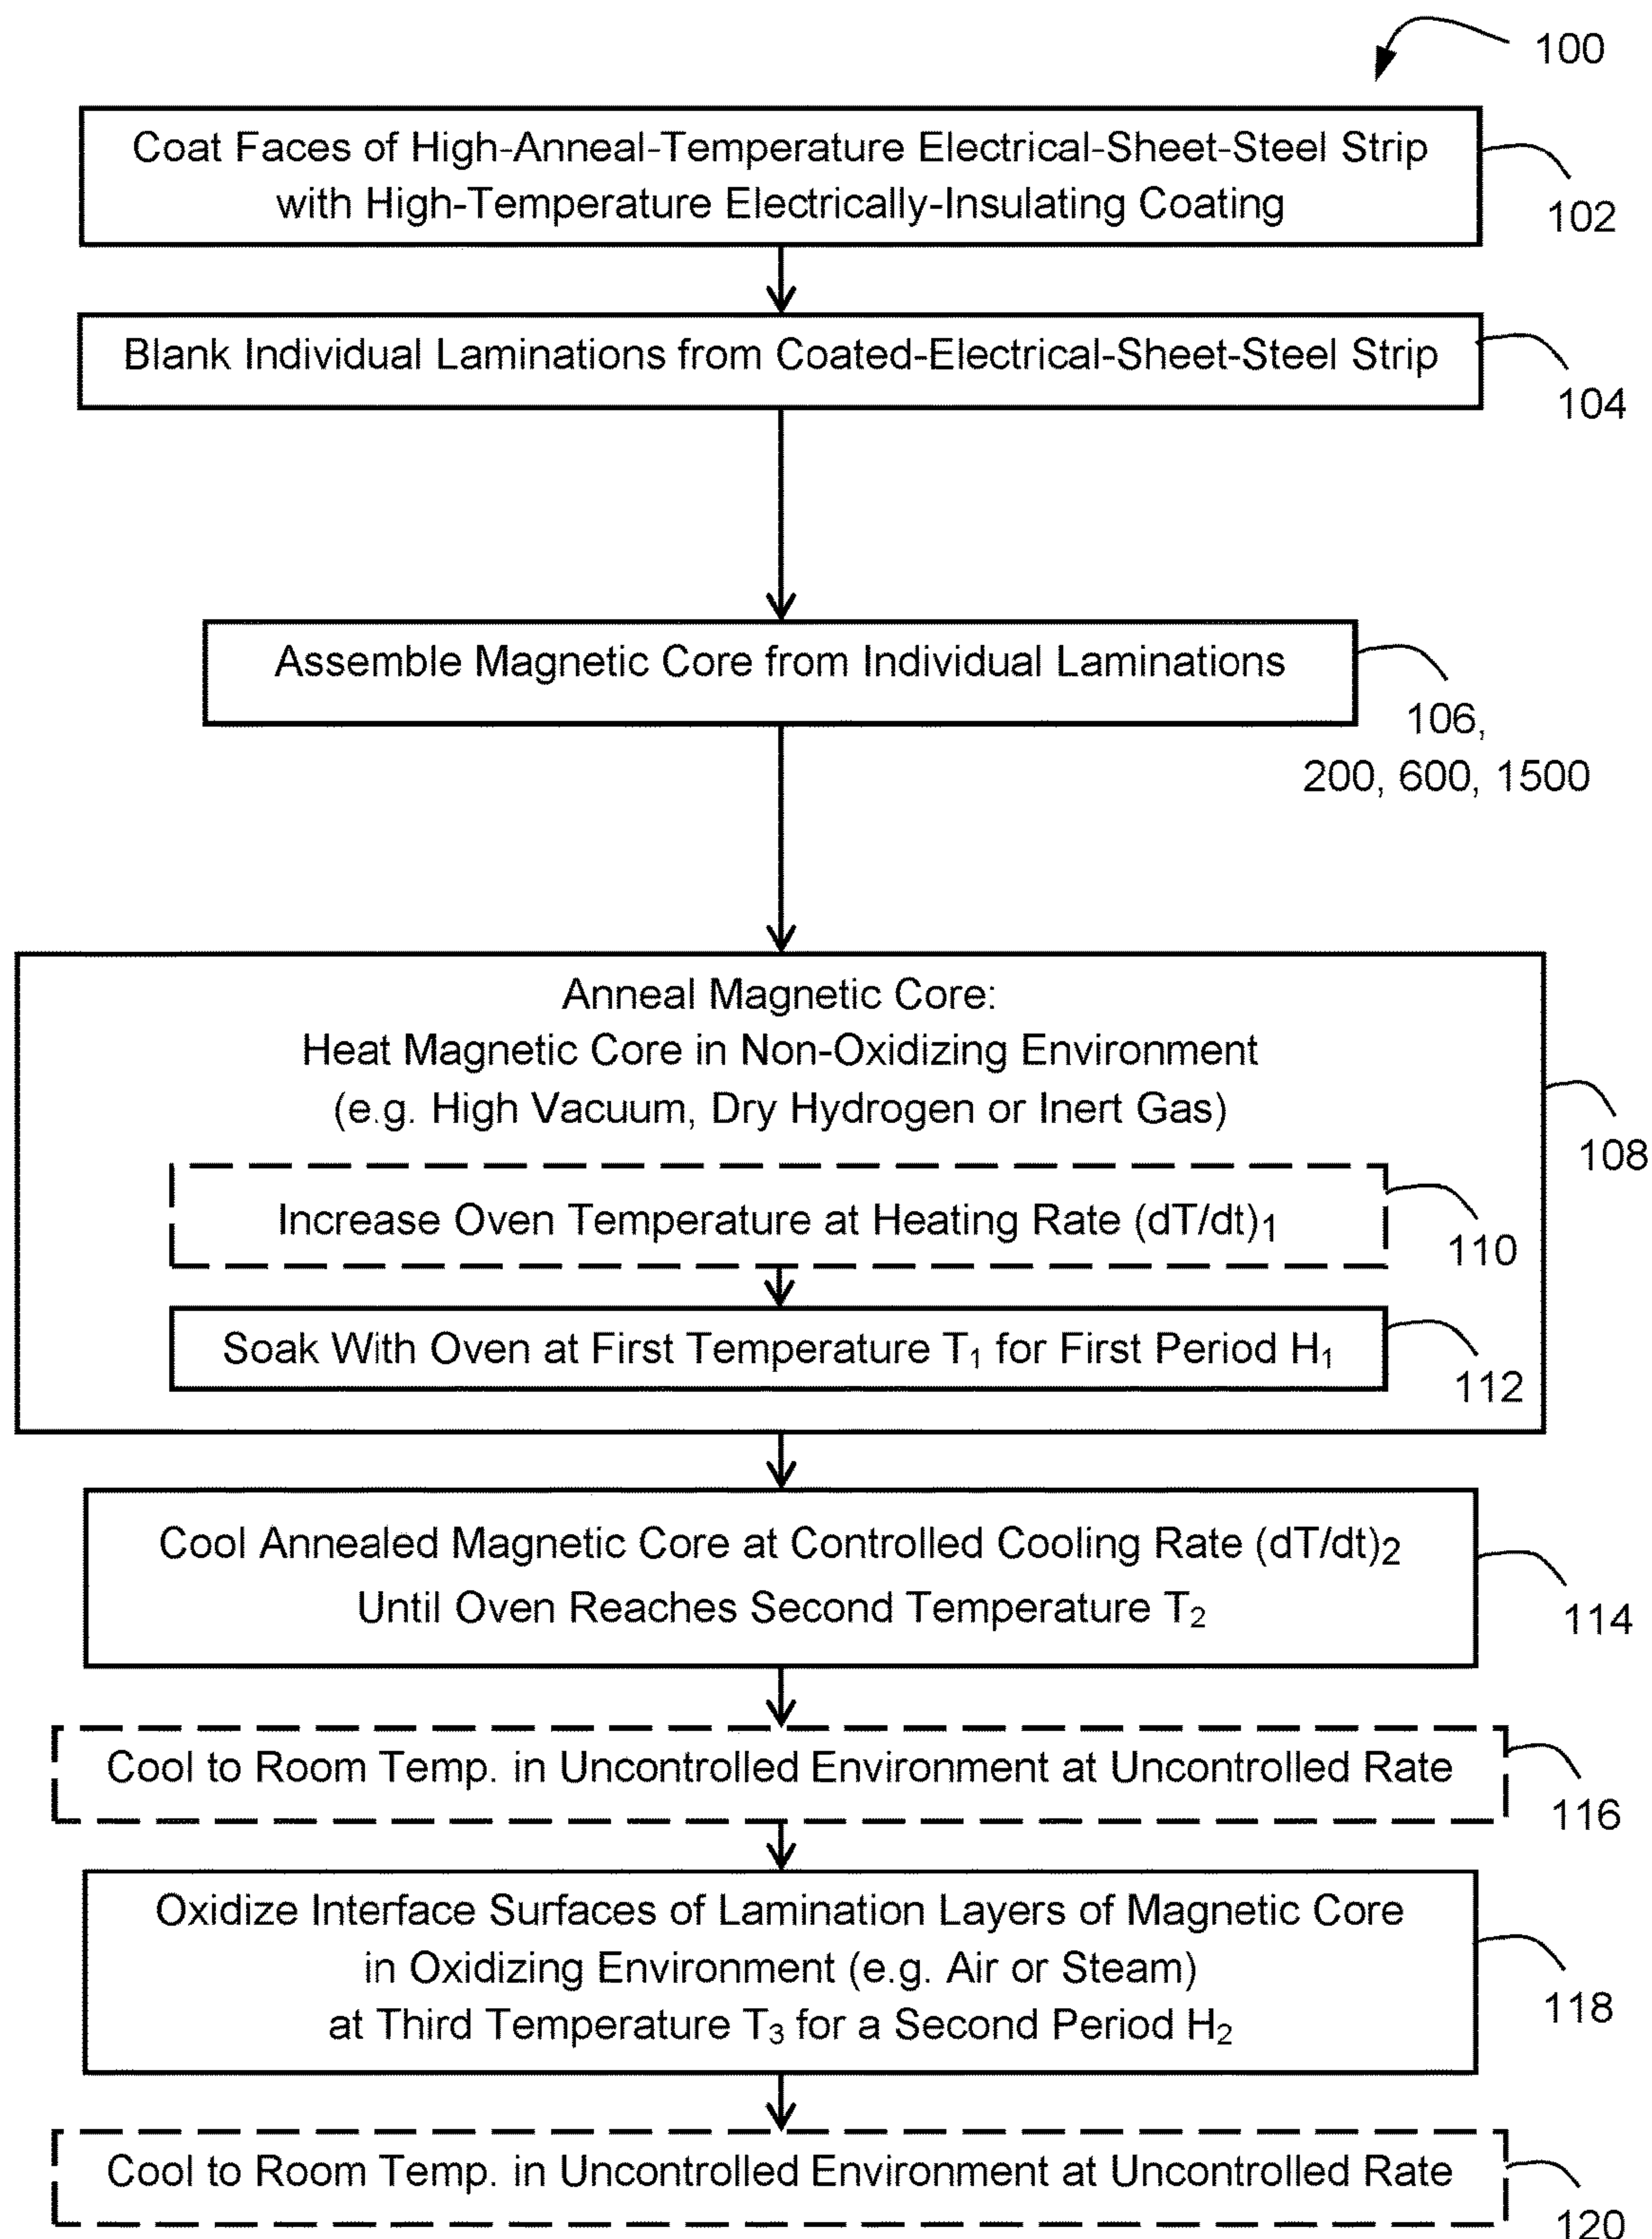 100
Coat Faces of High-Anneal-Temperature Electrical-Sheet-Steel Strip
with High-Temperature Electrically-Insulating Coating
102
Blank Individual Laminations from Coated-Electrical-Sheet-Steel Strip
104
Assemble Magnetic Core from Individual Laminations
106,
200, 600, 1500
Anneal Magnetic Core:
Heat Magnetic Core in Non-Oxidizing Environment
(e.g. High Vacuum, Dry Hydrogen or Inert Gas)
108
Increase Oven Temperature at Heating Rate (dT/dt)₁
110
Soak With Oven at First Temperature T₁ for First Period H₁
112
Cool Annealed Magnetic Core at Controlled Cooling Rate (dT/dt)₂
Until Oven Reaches Second Temperature T₂
114
Cool to Room Temp. in Uncontrolled Environment at Uncontrolled Rate
116
Oxidize Interface Surfaces of Lamination Layers of Magnetic Core
in Oxidizing Environment (e.g. Air or Steam)
at Third Temperature T₃ for a Second Period H₂
118
Cool to Room Temp. in Uncontrolled Environment at Uncontrolled Rate
120